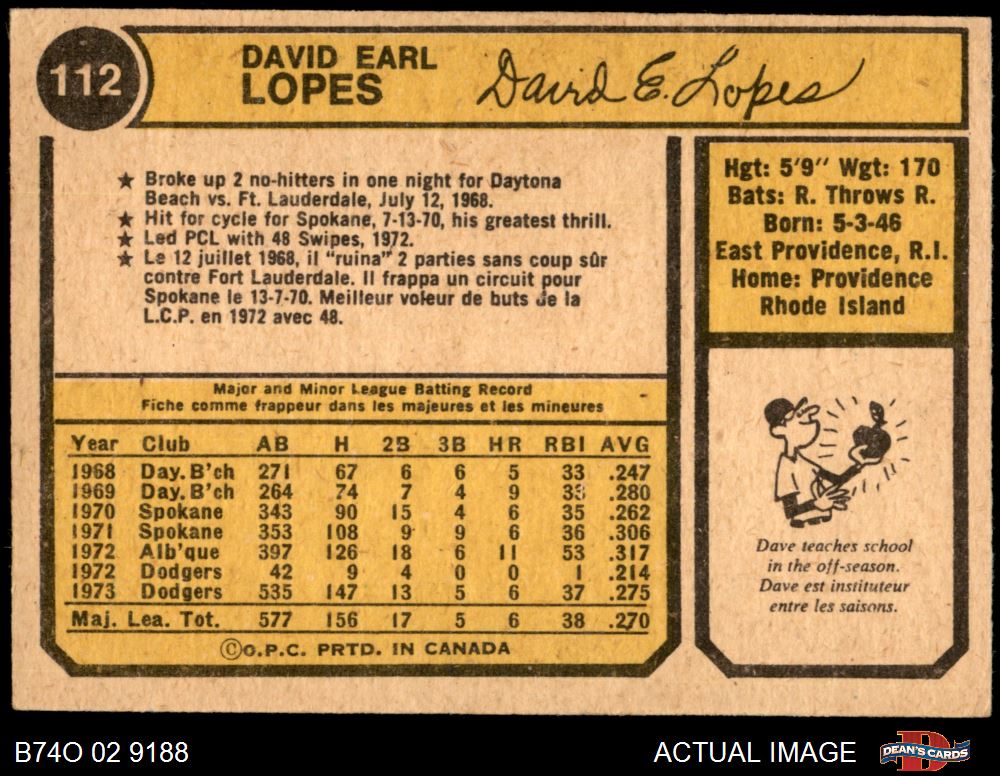 112
DAVID EARL
LOPES
David E. Lopes
★ Broke up 2 no-hitters in one night for Daytona
Beach vs. Ft. Lauderdale, July 12, 1968.
★ Hit for cycle for Spokane, 7-13-70, his greatest thrill.
★ Led PCL with 48 Swipes, 1972.
★ Le 12 juillet 1968, il "ruina" 2 parties sans coup sûr
contre Fort Lauderdale. Il frappa un circuit pour
Spokane le 13-7-70. Meilleur voleur de buts de la
L.C.P. en 1972 avec 48.
Hgt: 5'9" Wgt: 170
Bats: R. Throws R.
Born: 5-3-46
East Providence, R.I.
Home: Providence
Rhode Island
Major and Minor League Batting Record
Fiche comme frappeur dans les majeures et les mineures
Year Club AB H 2B 3B HR RBI AVG
1968 Day. B'ch 271 67 6 6 5 33 .247
1969 Day. B'ch 264 74 7 4 9 33 .280
1970 Spokane 343 90 15 4 6 35 .262
1971 Spokane 353 108 9 9 6 36 .306
1972 Alb'que 397 126 18 6 11 53 .317
1972 Dodgers 42 9 4 0 0 1 .214
1973 Dodgers 535 147 13 5 6 37 .275
Maj. Lea. Tot. 577 156 17 5 6 38 .270
©O.P.C. PRTD. IN CANADA
Dave teaches school
in the off-season.
Dave est instituteur
entre les saisons.
B74O 02 9188
ACTUAL IMAGE
DEAN'S CARDS